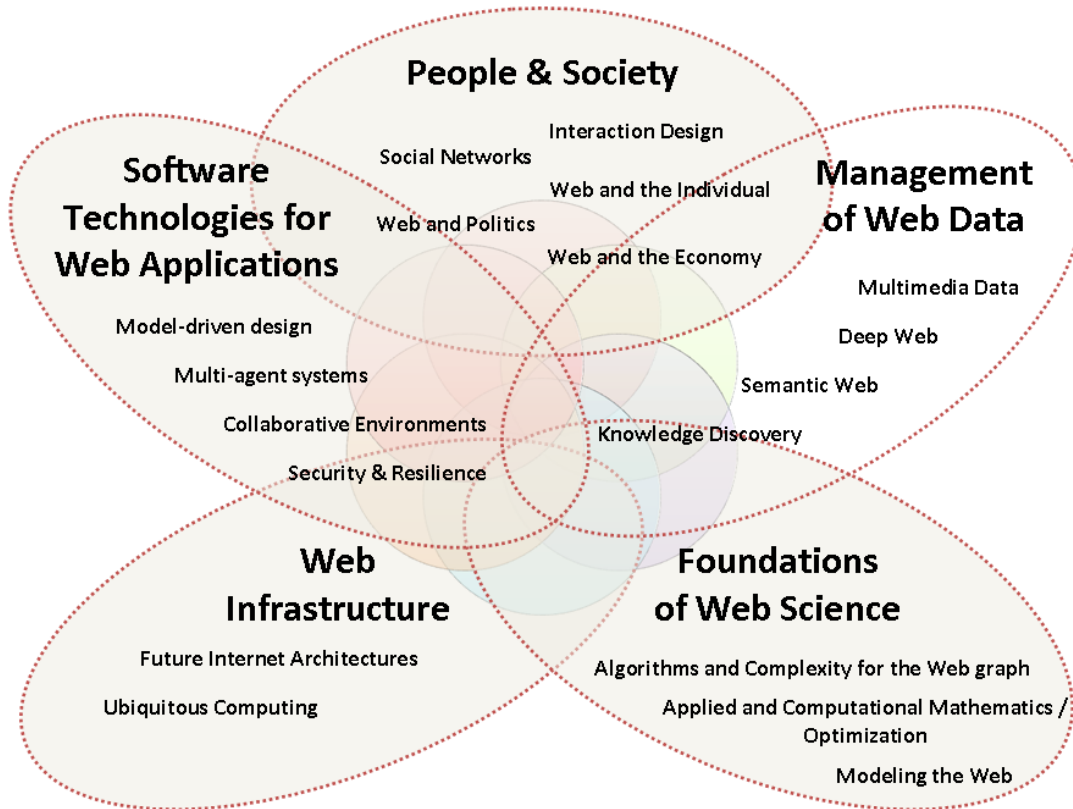 People & Society
Interaction Design
Social Networks
Web and the Individual
Web and Politics
Web and the Economy
Software
Technologies for
Web Applications
Model-driven design
Multi-agent systems
Collaborative Environments
Security & Resilience
Management
of Web Data
Multimedia Data
Deep Web
Semantic Web
Knowledge Discovery
Web
Infrastructure
Future Internet Architectures
Ubiquitous Computing
Foundations
of Web Science
Algorithms and Complexity for the Web graph
Applied and Computational Mathematics /
Optimization
Modeling the Web